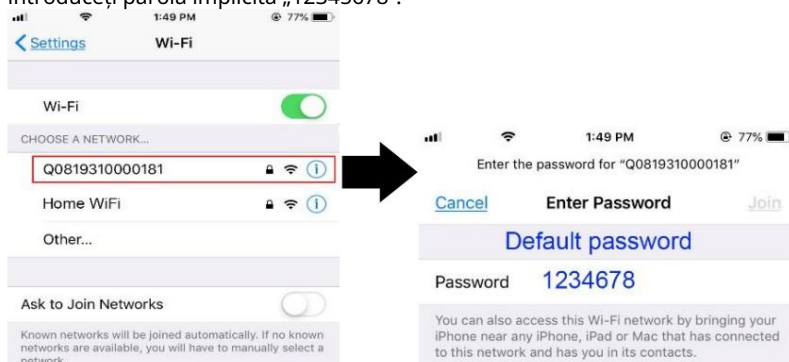 introduceți parola implicită „12345678".
1:49 PM 77%
Settings Wi-Fi
Wi-Fi
CHOOSE A NETWORK...
Q0819310000181
Home WiFi
Other...
Ask to Join Networks
Known networks will be joined automatically. If no known
networks are available, you will have to manually select a
network.
1:49 PM 77%
Enter the password for “Q0819310000181”
Cancel Enter Password Join
Default password
Password 1234678
You can also access this Wi-Fi network by bringing your
iPhone near any iPhone, iPad or Mac that has connected
to this network and has you in its contacts.